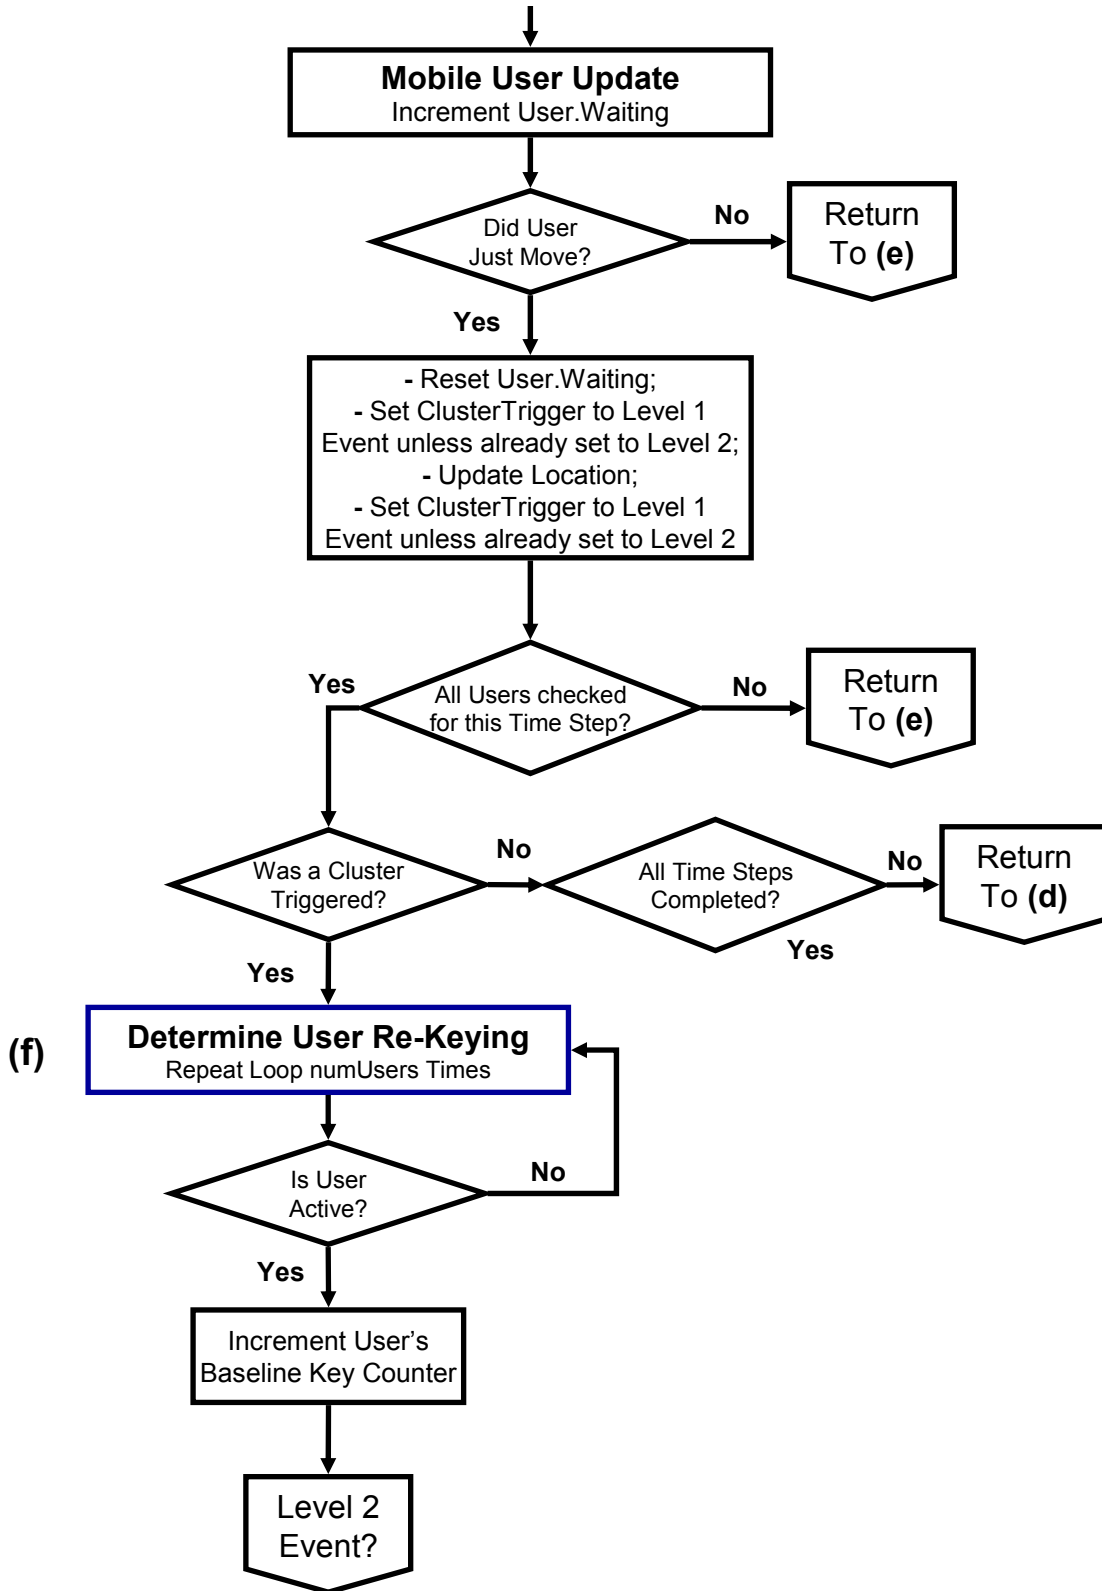 Mobile User Update
Increment User.Waiting
Did User
Just Move?
No
Return
To (e)
Yes
- Reset User.Waiting;
- Set ClusterTrigger to Level 1
Event unless already set to Level 2;
- Update Location;
- Set ClusterTrigger to Level 1
Event unless already set to Level 2
Yes
All Users checked
for this Time Step?
No
Return
To (e)
Was a Cluster
Triggered?
No
All Time Steps
Completed?
No
Return
To (d)
Yes
Yes
(f)
Determine User Re-Keying
Repeat Loop numUsers Times
Is User
Active?
No
Yes
Increment User’s
Baseline Key Counter
Level 2
Event?